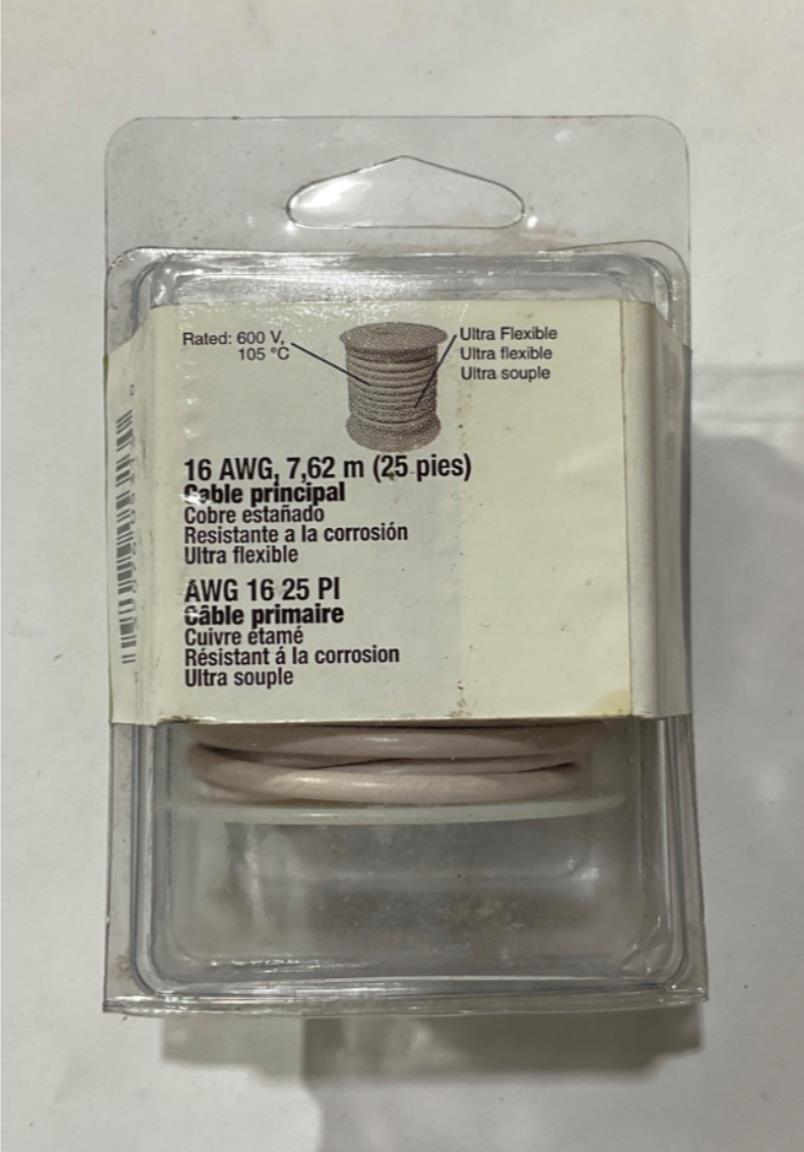 Rated: 600 V,
105 °C
Ultra Flexible
Ultra flexible
Ultra souple
16 AWG, 7,62 m (25 pies)
Cable principal
Cobre estañado
Resistante a la corrosión
Ultra flexible
AWG 16 25 PI
Câble primaire
Cuivre étamé
Résistant á la corrosion
Ultra souple